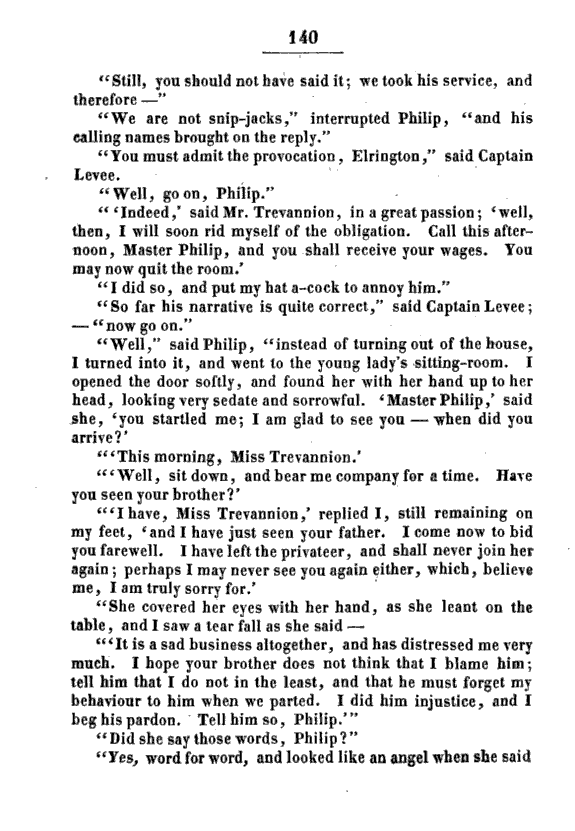 140
“Still, you should not have said it; we took his service, and
therefore —”
“We are not snip-jacks,” interrupted Philip, “and his
calling names brought on the reply.”
“You must admit the provocation, Elrington,” said Captain
Levee.
“Well, go on, Philip.”
“ ‘Indeed,’ said Mr. Trevannion, in a great passion; ‘well,
then, I will soon rid myself of the obligation. Call this after-
noon, Master Philip, and you shall receive your wages. You
may now quit the room.’
“I did so, and put my hat a-cock to annoy him.”
“So far his narrative is quite correct,” said Captain Levee;
— “now go on.”
“Well,” said Philip, “instead of turning out of the house,
I turned into it, and went to the young lady’s sitting-room. I
opened the door softly, and found her with her hand up to her
head, looking very sedate and sorrowful. ‘Master Philip,’ said
she, ‘you startled me; I am glad to see you — when did you
arrive?’
“‘This morning, Miss Trevannion.’
“‘Well, sit down, and bear me company for a time. Have
you seen your brother?’
“‘I have, Miss Trevannion,’ replied I, still remaining on
my feet, ‘and I have just seen your father. I come now to bid
you farewell. I have left the privateer, and shall never join her
again; perhaps I may never see you again either, which, believe
me, I am truly sorry for.’
“She covered her eyes with her hand, as she leant on the
table, and I saw a tear fall as she said —
“‘It is a sad business altogether, and has distressed me very
much. I hope your brother does not think that I blame him;
tell him that I do not in the least, and that he must forget my
behaviour to him when we parted. I did him injustice, and I
beg his pardon. Tell him so, Philip.’”
“Did she say those words, Philip?”
“Yes, word for word, and looked like an angel when she said